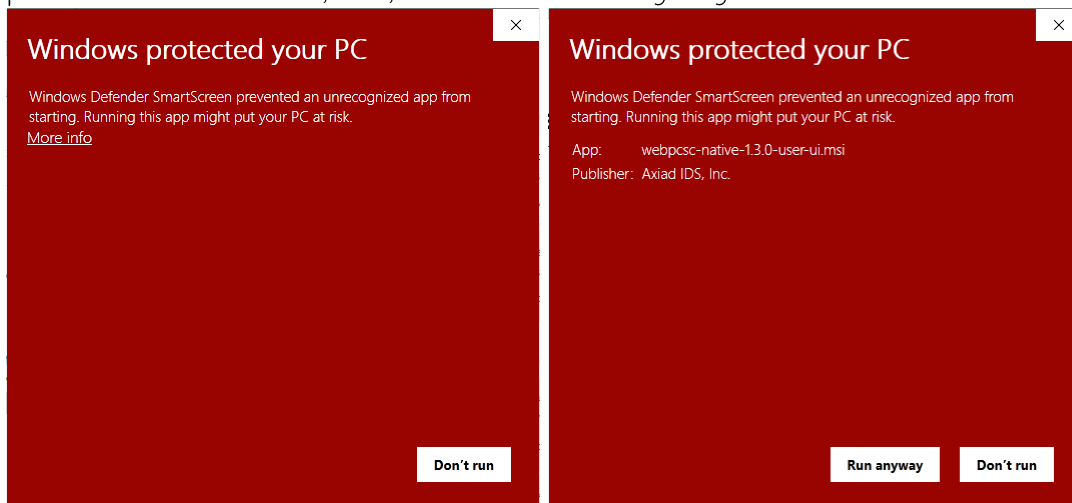 Windows protected your PC
Windows Defender SmartScreen prevented an unrecognized app from
starting. Running this app might put your PC at risk.
More info
Don't run
Windows protected your PC
Windows Defender SmartScreen prevented an unrecognized app from
starting. Running this app might put your PC at risk.
App: webpcsc-native-1.3.0-user-ui.msi
Publisher: Axiad IDS, Inc.
Run anyway Don't run